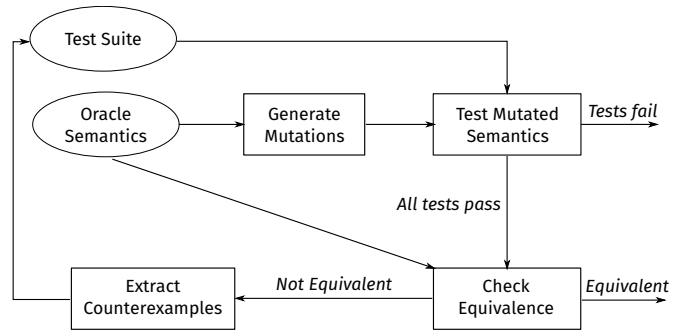 Test Suite
Oracle
Semantics
Generate
Mutations
Test Mutated
Semantics
Tests fail
All tests pass
Extract
Counterexamples
Not Equivalent
Check
Equivalence
Equivalent